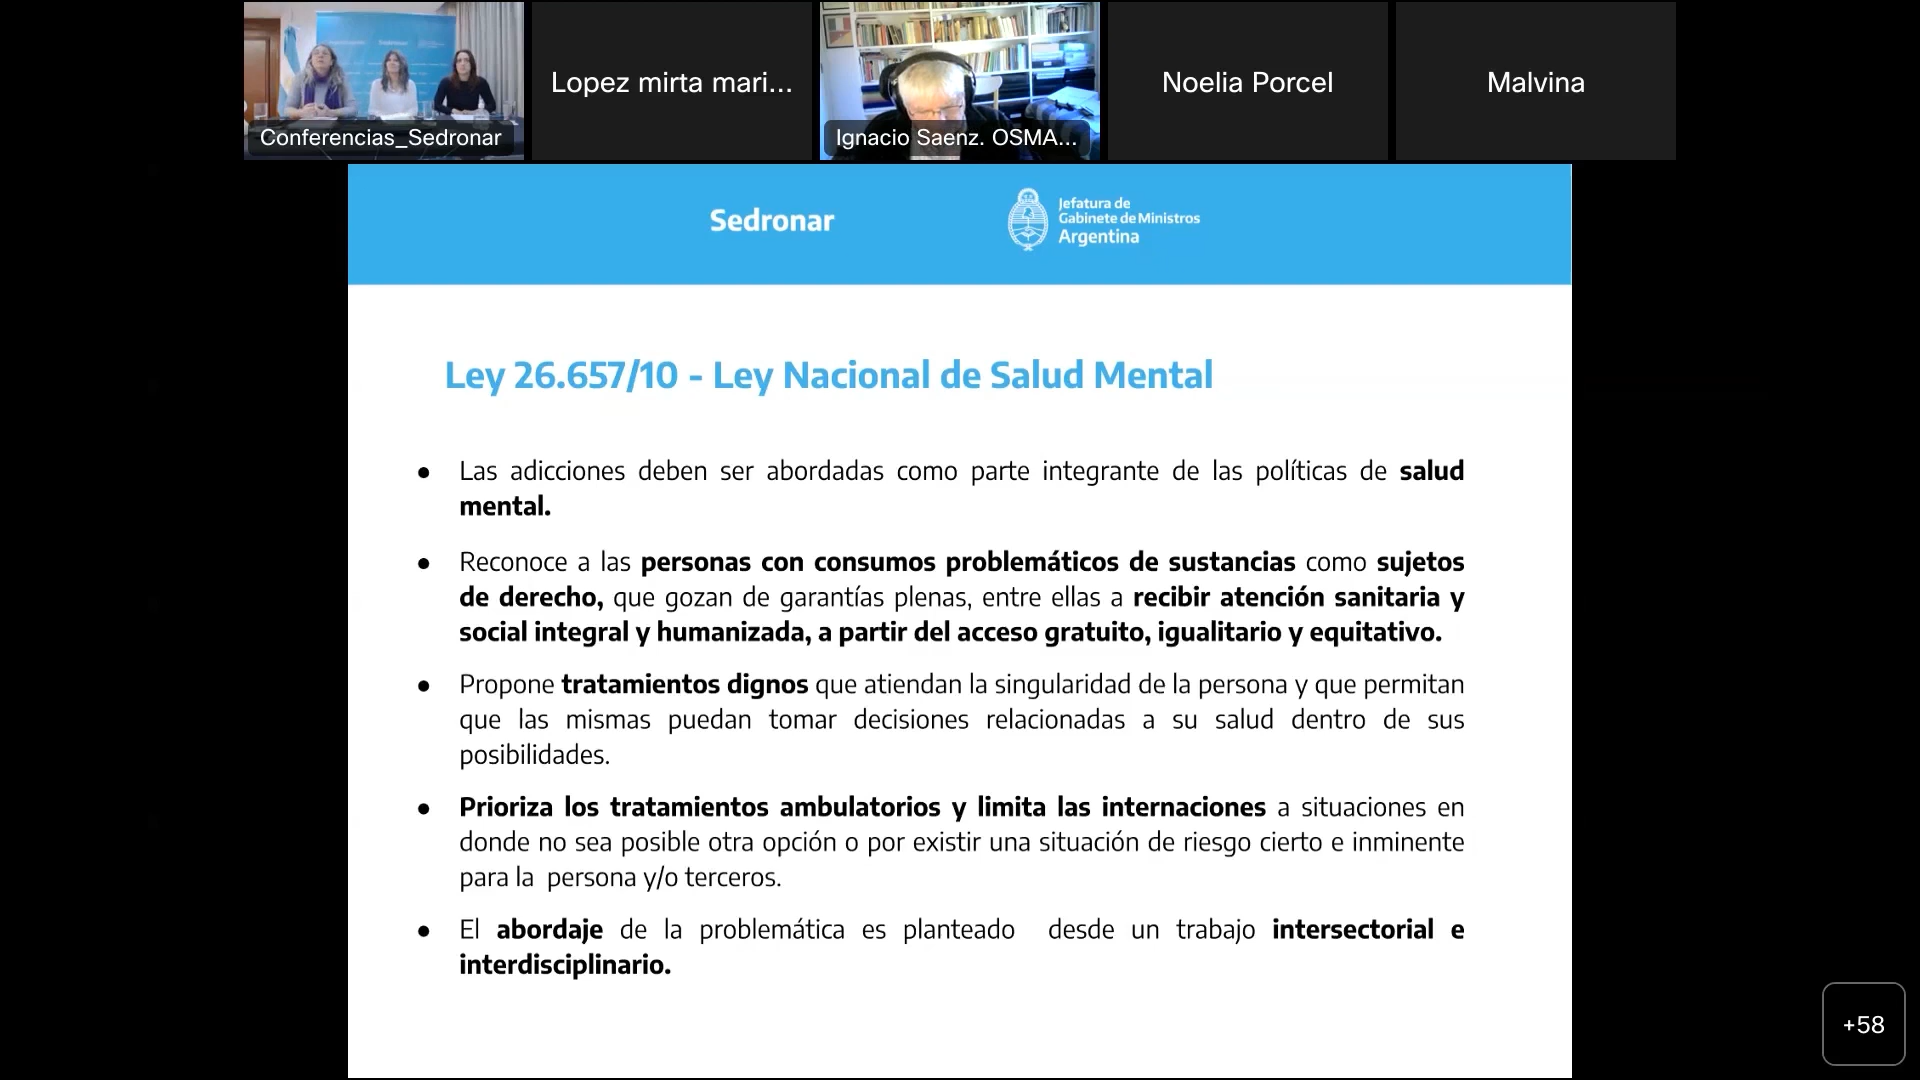 Conferencias_Sedronar
Lopez mirta mari...
Ignacio Saenz. OSMA...
Noelia Porcel
Malvina
Sedronar
Jefatura de
Gabinete de Ministros
Argentina
Ley 26.657/10 - Ley Nacional de Salud Mental
● Las adicciones deben ser abordadas como parte integrante de las políticas de salud
mental.
● Reconoce a las personas con consumos problemáticos de sustancias como sujetos
de derecho, que gozan de garantías plenas, entre ellas a recibir atención sanitaria y
social integral y humanizada, a partir del acceso gratuito, igualitario y equitativo.
● Propone tratamientos dignos que atiendan la singularidad de la persona y que permitan
que las mismas puedan tomar decisiones relacionadas a su salud dentro de sus
posibilidades.
● Prioriza los tratamientos ambulatorios y limita las internaciones a situaciones en
donde no sea posible otra opción o por existir una situación de riesgo cierto e inminente
para la persona y/o terceros.
● El abordaje de la problemática es planteado desde un trabajo intersectorial e
interdisciplinario.
+58